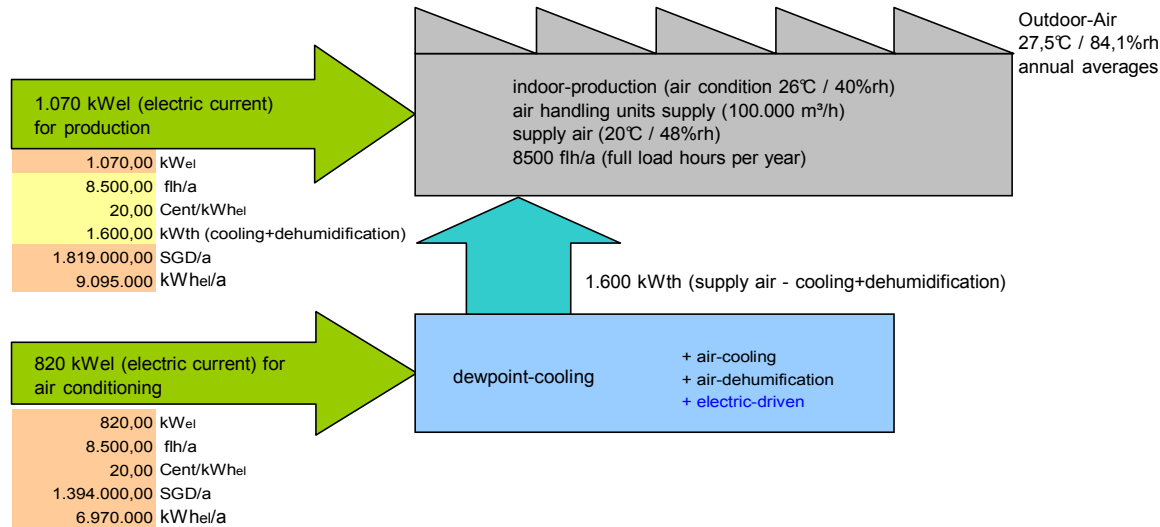 Outdoor-Air
27,5°C / 84,1%rh
annual averages
1.070 kWel (electric current)
for production
indoor-production (air condition 26°C / 40%rh)
air handling units supply (100.000 m³/h)
supply air (20°C / 48%rh)
8500 flh/a (full load hours per year)
1.070,00 kWel
8.500,00 flh/a
20,00 Cent/kWhel
1.600,00 kWth (cooling+dehumidification)
1.819.000,00 SGD/a
9.095.000 kWhel/a
1.600 kWth (supply air - cooling+dehumidification)
820 kWel (electric current) for
air conditioning
dewpoint-cooling
+ air-cooling
+ air-dehumification
+ electric-driven
820,00 kWel
8.500,00 flh/a
20,00 Cent/kWhel
1.394.000,00 SGD/a
6.970.000 kWhel/a